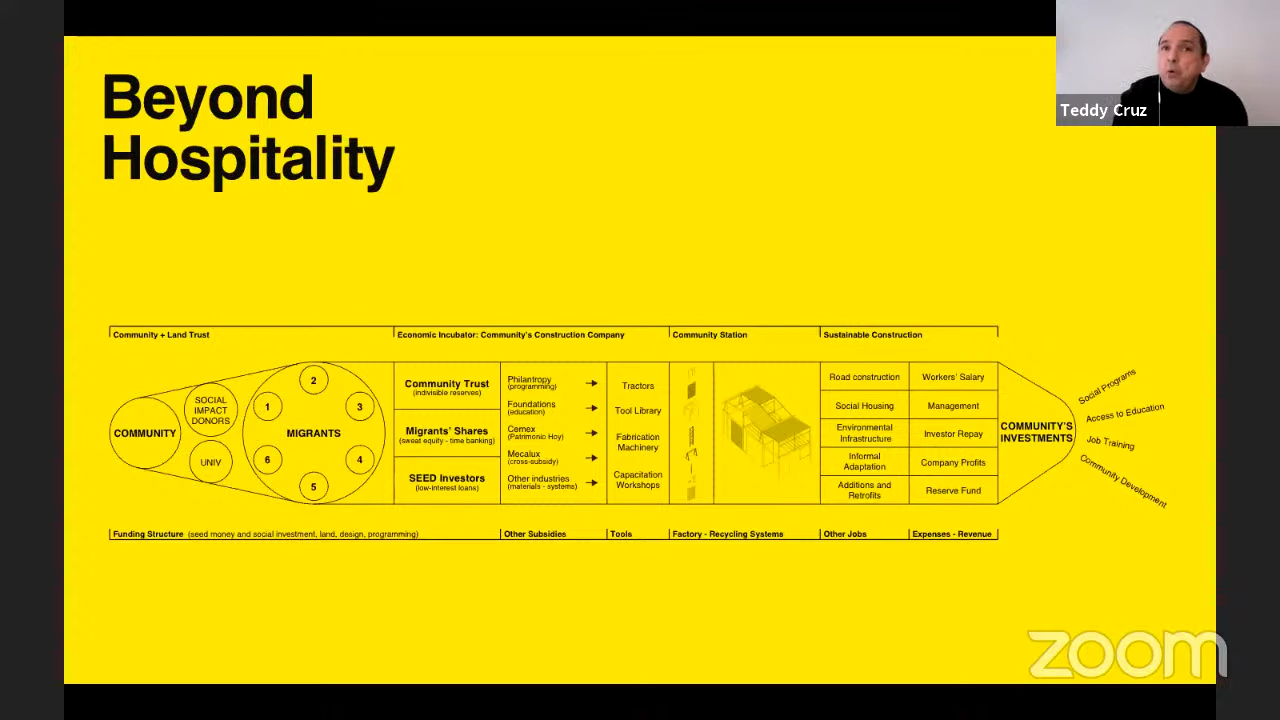 Beyond
Hospitality
Teddy Cruz
Community + Land Trust
Economic Incubator: Community's Construction Company
Community Station
Sustainable Construction
COMMUNITY
SOCIAL
IMPACT
DONORS
UNIV
MIGRANTS
1
2
3
4
5
6
Community Trust
(indivisible reserves)
Migrants' Shares
(sweat equity - time banking)
SEED Investors
(low-interest loans)
Philantropy
(programming)
Foundations
(education)
Cemex
(Patrimonio Hoy)
Mecalux
(cross-subsidy)
Other industries
(materials - systems)
Tractors
Tool Library
Fabrication
Machinery
Capacitation
Workshops
Road construction
Social Housing
Environmental
Infrastructure
Informal
Adaptation
Additions and
Retrofits
Workers' Salary
Management
Investor Repay
Company Profits
Reserve Fund
COMMUNITY'S
INVESTMENTS
Social Programs
Access to Education
Job Training
Community Development
Funding Structure (seed money and social investment, land, design, programming)
Other Subsidies
Tools
Factory - Recycling Systems
Other Jobs
Expenses - Revenue
zoom